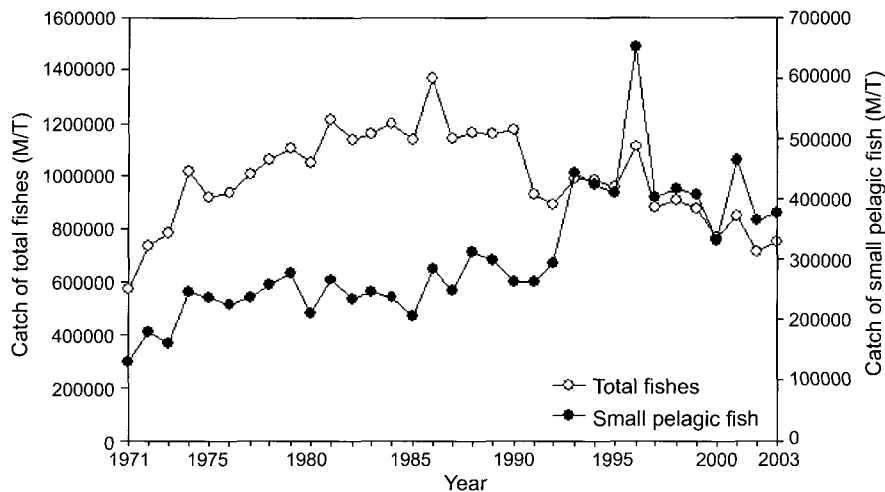 Catch of total fishes (M/T)
1600000
1400000
1200000
1000000
800000
600000
400000
200000
0
700000
600000
500000
400000
300000
200000
100000
0
Catch of small pelagic fish (M/T)
Total fishes
Small pelagic fish
1971 1975 1980 1985 1990 1995 2000 2003
Year